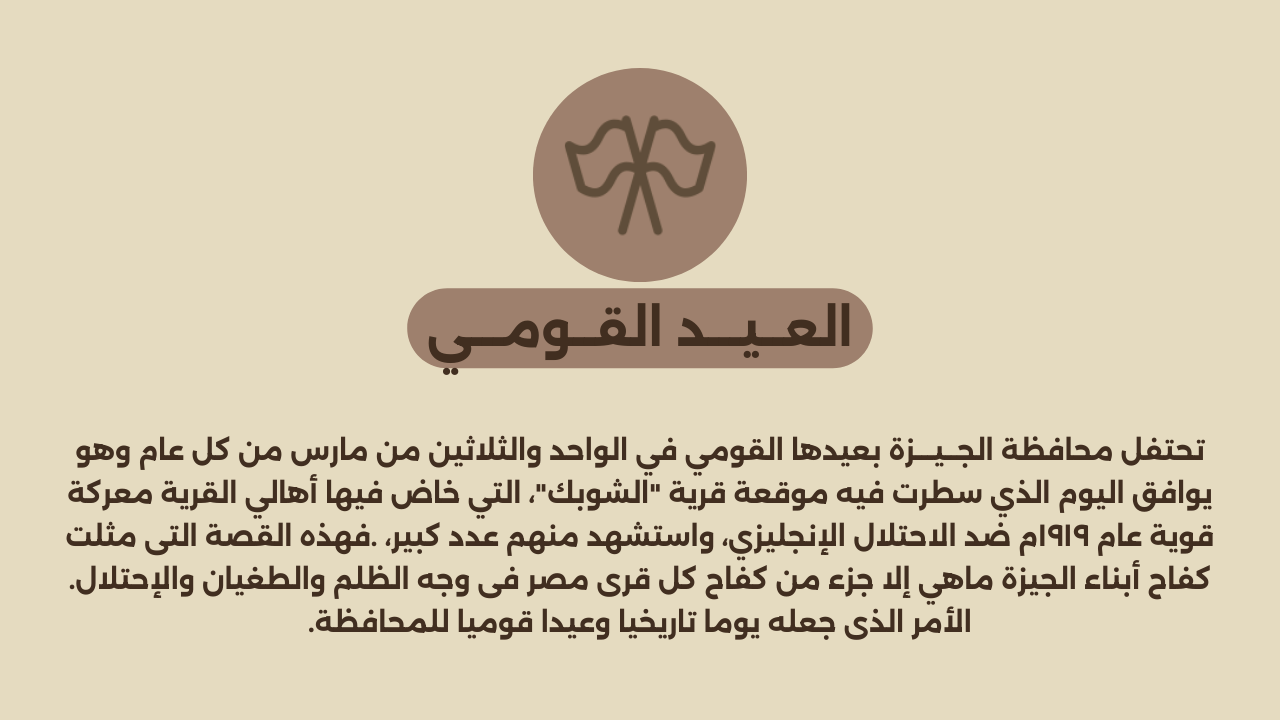 العيد القومي
تحتفل محافظة الجيزة بعيدها القومي في الواحد والثلاثين من مارس من كل عام وهو
يوافق اليوم الذي سطرت فيه موقعة قرية "الشوبك"، التي خاض فيها أهالي القرية معركة
قوية عام ١٩١٩م ضد الاحتلال الإنجليزي، واستشهد منهم عدد كبير، .فهذه القصة التى مثلت
كفاح أبناء الجيزة ماهي إلا جزء من كفاح كل قرى مصر فى وجه الظلم والطغيان والإحتلال.
الأمر الذى جعله يوما تاريخيا وعيدا قوميا للمحافظة.